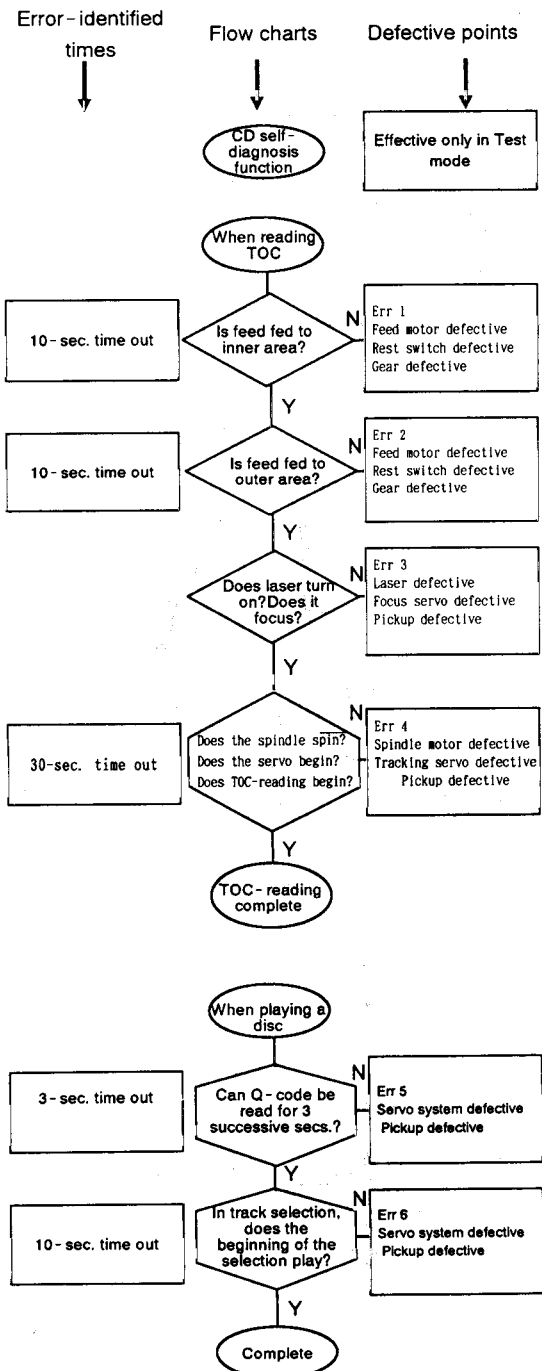 Error-identified times
Flow charts
Defective points
CD self-
diagnosis
function
Effective only in Test
mode
When reading
TOC
10-sec. time out
Is feed fed to
inner area?
N
Err 1
Feed motor defective
Rest switch defective
Gear defective
Y
10-sec. time out
Is feed fed to
outer area?
N
Err 2
Feed motor defective
Rest switch defective
Gear defective
Y
Does laser turn
on?Does it
focus?
N
Err 3
Laser defective
Focus servo defective
Pickup defective
Y
30-sec. time out
Does the spindle spin?
Does the servo begin?
Does TOC-reading begin?
N
Err 4
Spindle motor defective
Tracking servo defective
Pickup defective
Y
TOC-reading
complete
When playing a
disc
3-sec. time out
Can Q-code be
read for 3
successive secs.?
N
Err 5
Servo system defective
Pickup defective
Y
10-sec. time out
In track selection,
does the
beginning of the
selection play?
N
Err 6
Servo system defective
Pickup defective
Y
Complete